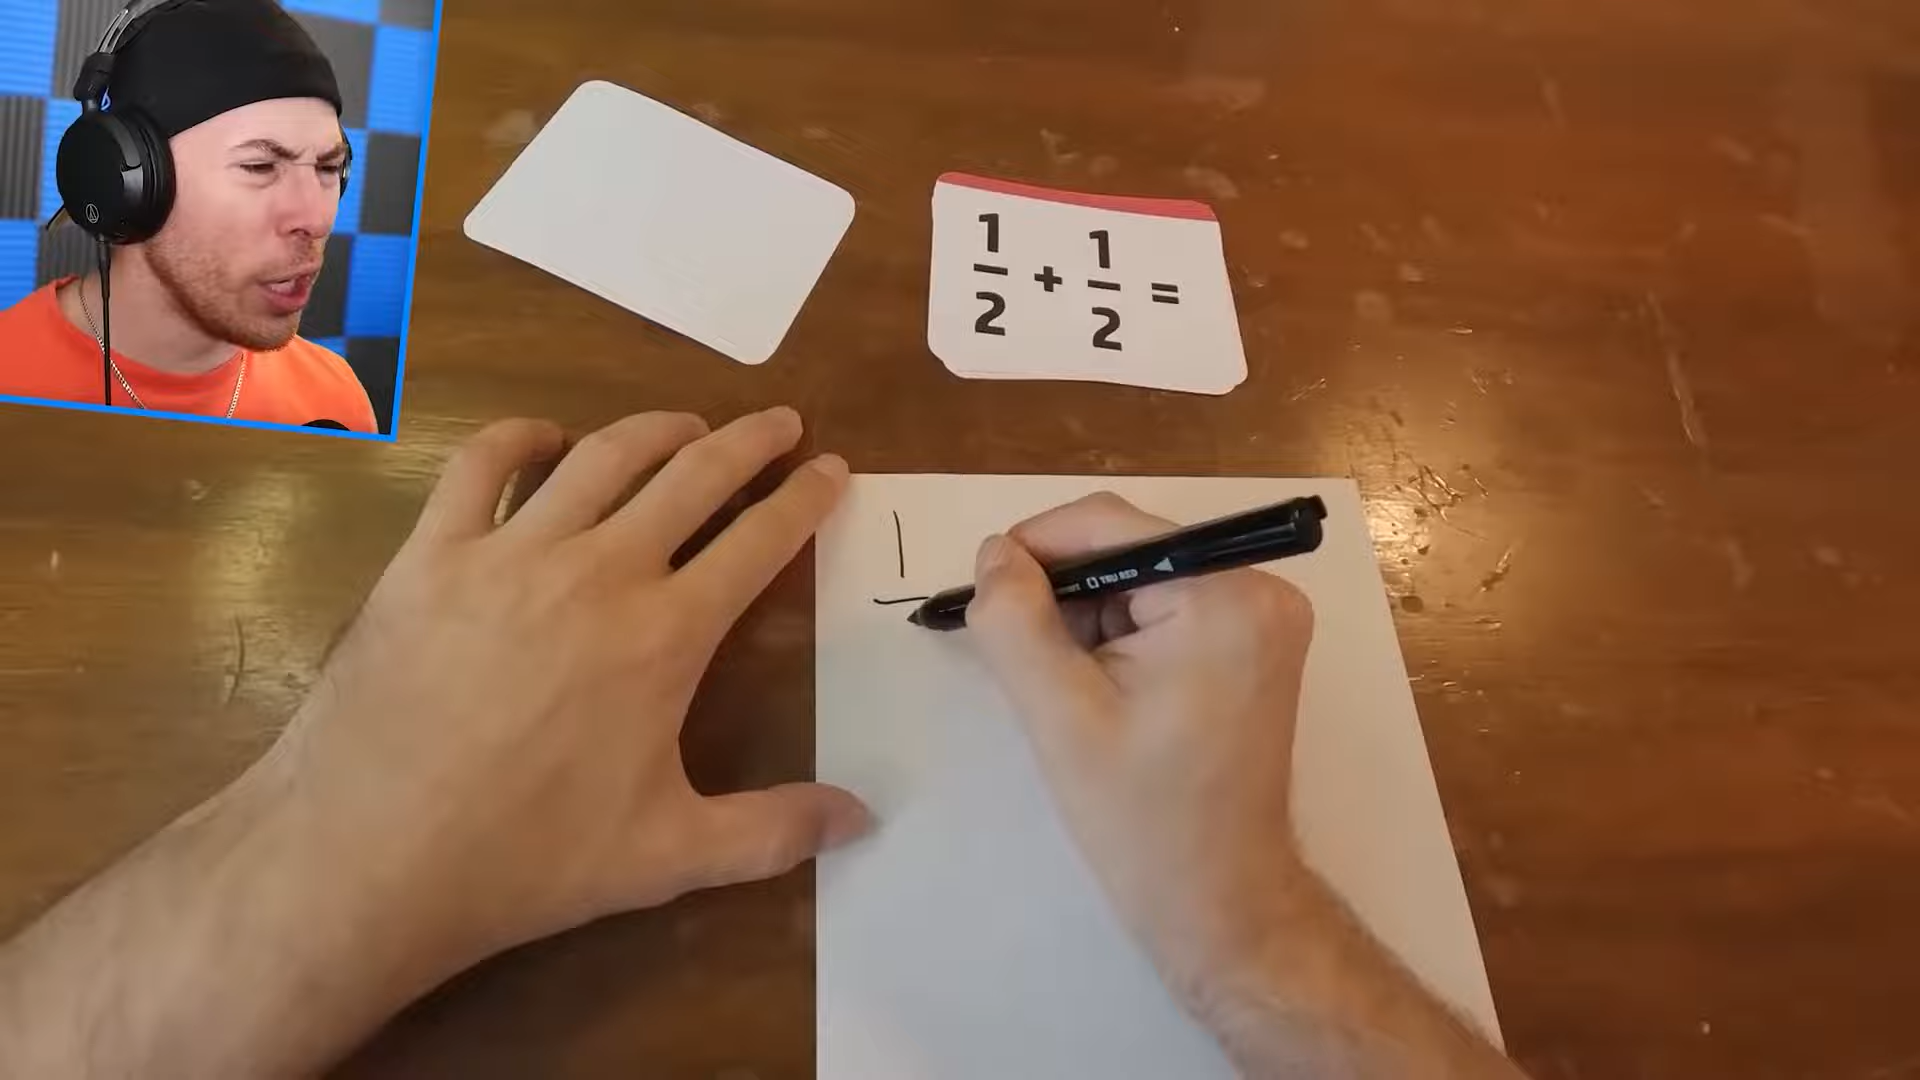 1/2 + 1/2 =
1
TRU RED